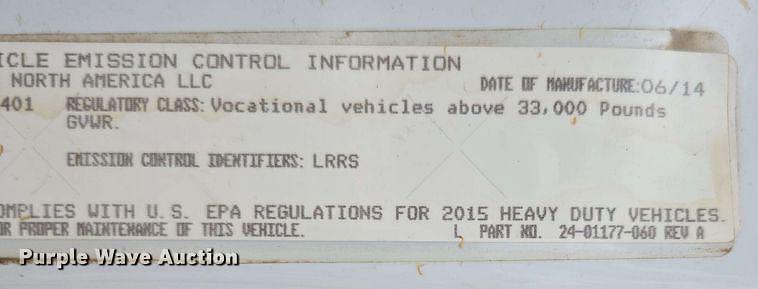 ICLE EMISSION CONTROL INFORMATION
NORTH AMERICA LLC
DATE OF MANUFACTURE:06/14
401 REGULATORY CLASS: Vocational vehicles above 33,000 Pounds
GVWR.
EMISSION CONTROL IDENTIFIERS: LRRS
OMPLIES WITH U.S. EPA REGULATIONS FOR 2015 HEAVY DUTY VEHICLES.
OR PROPER MAINTENANCE OF THIS VEHICLE. L PART NO. 24-01177-060 REV A
Purple Wave Auction